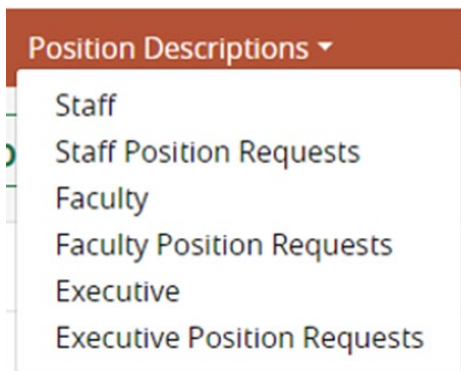 Position Descriptions
Staff
Staff Position Requests
Faculty
Faculty Position Requests
Executive
Executive Position Requests